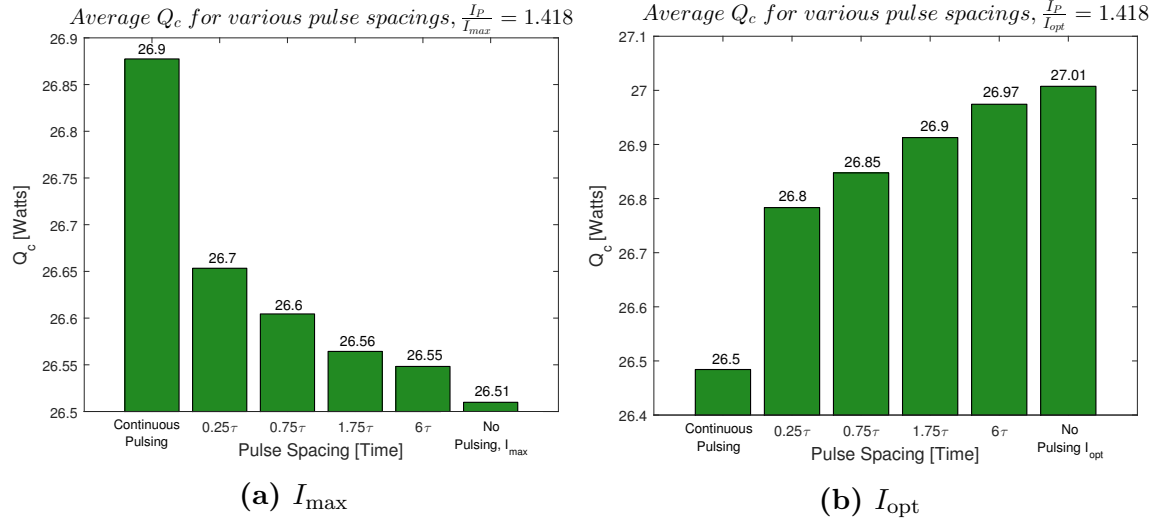 Average Q_c for various pulse spacings, I_P/I_max = 1.418
26.9
26.85
26.8
26.75
26.7
26.65
26.6
26.55
26.5
Q_c [Watts]
26.9
26.7
26.6
26.56
26.55
26.51
Continuous Pulsing
0.25τ
0.75τ
1.75τ
6τ
No Pulsing, I_max
Pulse Spacing [Time]
(a) I_max
Average Q_c for various pulse spacings, I_P/I_opt = 1.418
27.1
27
26.9
26.8
26.7
26.6
26.5
26.4
Q_c [Watts]
26.5
26.8
26.85
26.9
26.97
27.01
Continuous Pulsing
0.25τ
0.75τ
1.75τ
6τ
No Pulsing I_opt
Pulse Spacing [Time]
(b) I_opt